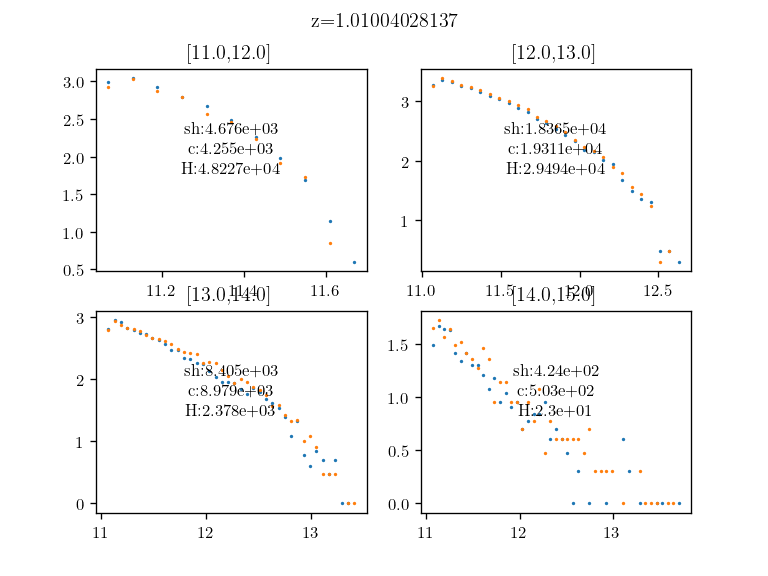 z=1.01004028137
[11.0,12.0]
[12.0,13.0]
3.0
2.5
2.0
1.5
1.0
0.5
sh:4.676e+03
c:4.255e+03
H:4.8227e+04
11.2
11.4
11.6
3
2
1
sh:1.8365e+04
c:1.9311e+04
H:2.9494e+04
11.0
11.5
12.0
12.5
[13.0,14.0]
[14.0,15.0]
3
2
1
0
sh:8.405e+03
c:8.979e+03
H:2.378e+03
11
12
13
1.5
1.0
0.5
0.0
sh:4.24e+02
c:5.03e+02
H:2.3e+01
11
12
13